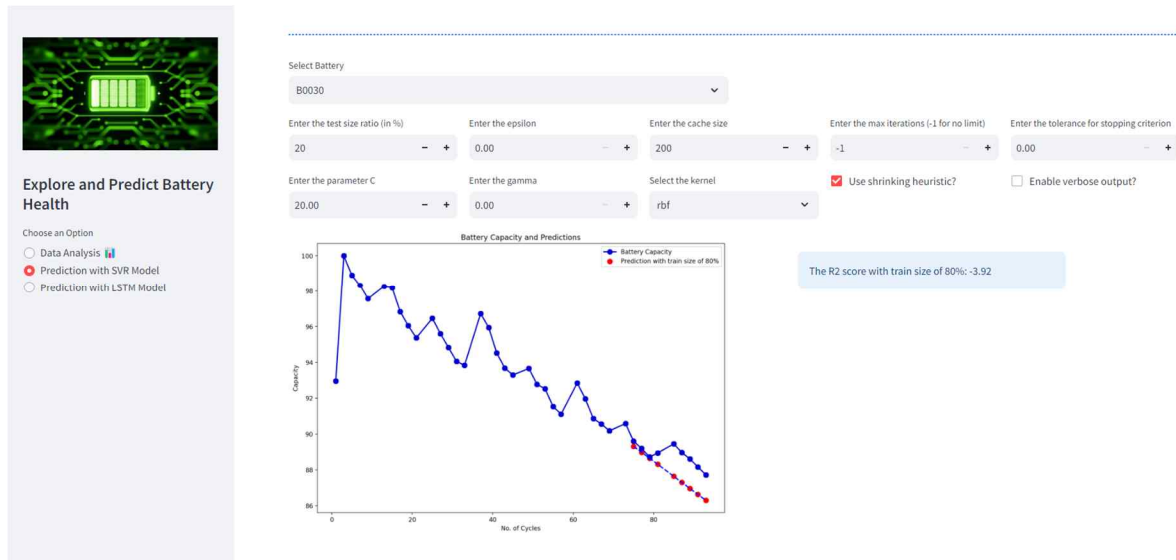 Explore and Predict Battery
Health
Choose an Option
Data Analysis 📊
Prediction with SVR Model
Prediction with LSTM Model
Select Battery
B0030
Enter the test size ratio (in %)
20 - +
Enter the epsilon
0.00 - +
Enter the cache size
200 - +
Enter the max iterations (-1 for no limit)
-1 - +
Enter the tolerance for stopping criterion
0.00 - +
Enter the parameter C
20.00 - +
Enter the gamma
0.00 - +
Select the kernel
rbf
Use shrinking heuristic?
Enable verbose output?
Battery Capacity and Predictions
Battery Capacity
Prediction with train size of 80%
100
98
96
94
92
90
88
86
Capacity
0 20 40 60 80
No. of Cycles
The R2 score with train size of 80%: -3.92